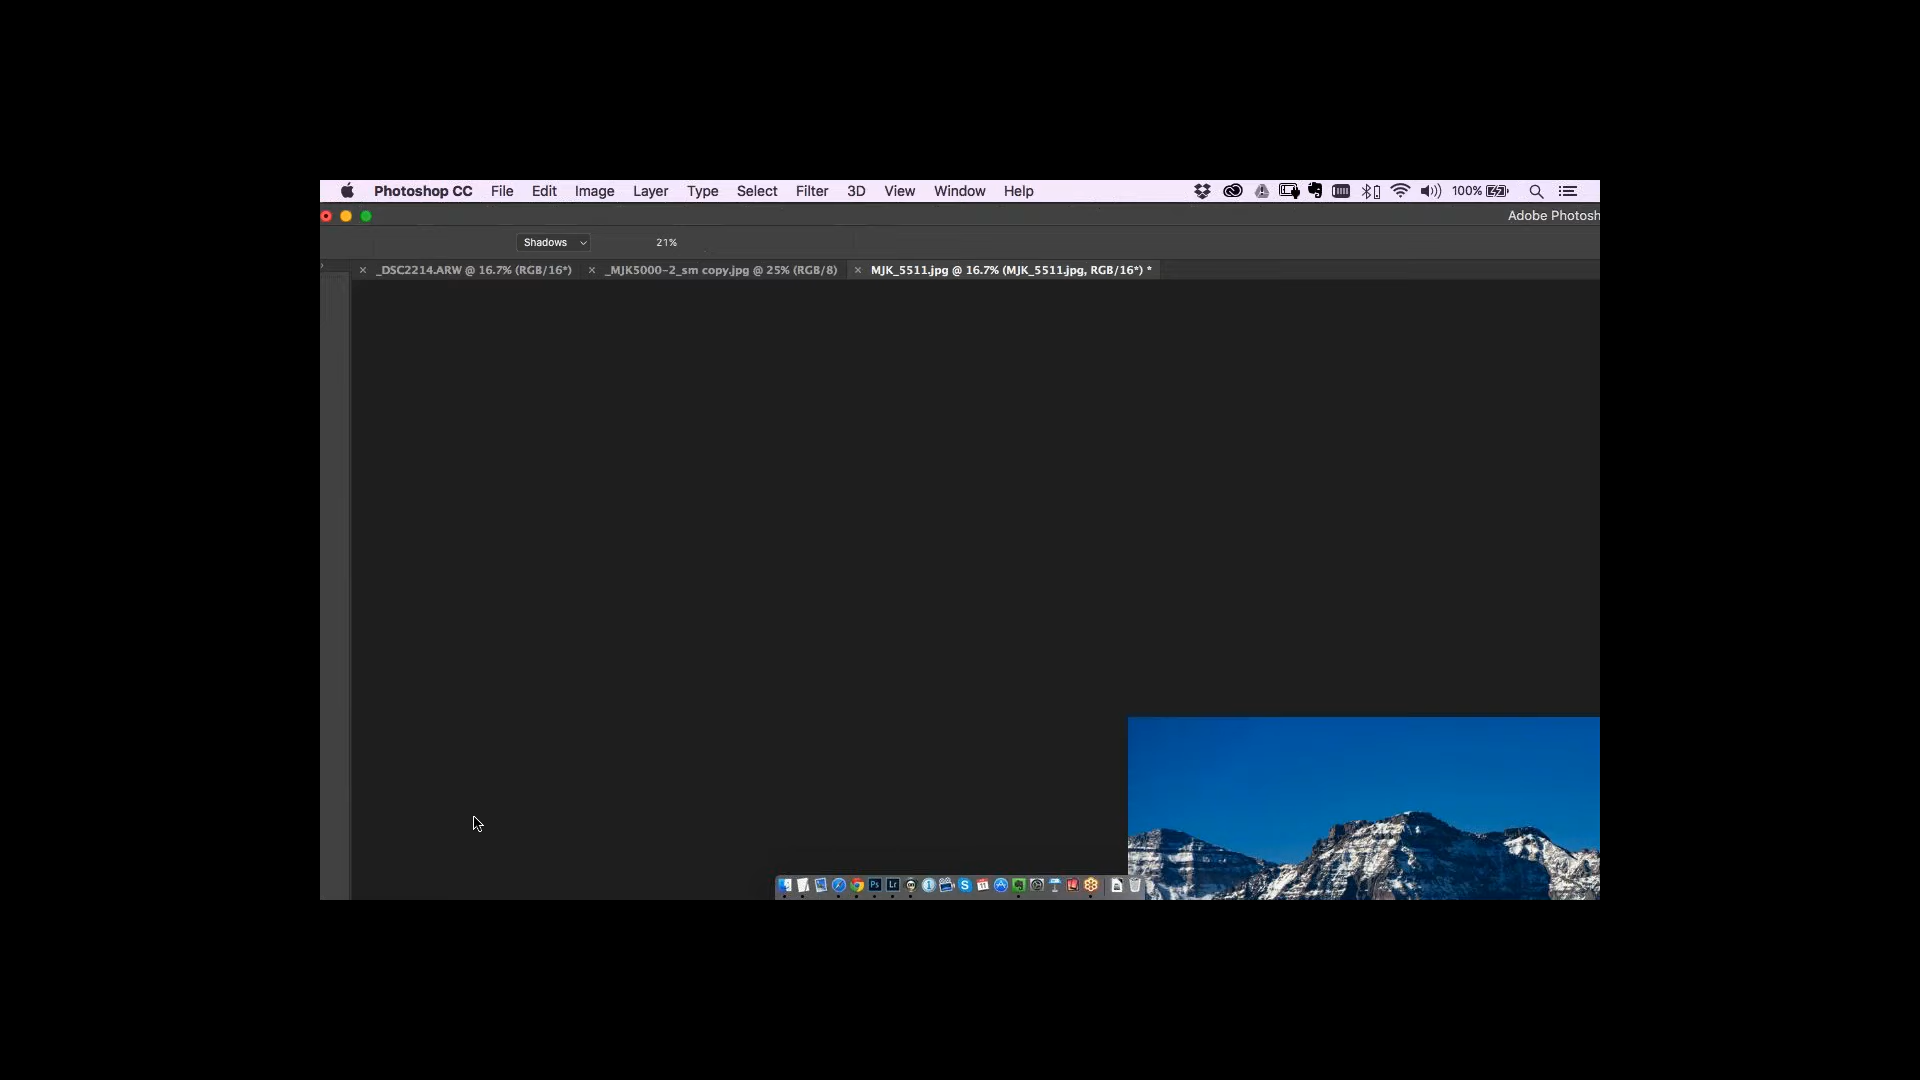 Photoshop CC File Edit Image Layer Type Select Filter 3D View Window Help 100%
Adobe Photosh
Shadows 21%
_DSC2214.ARW @ 16.7% (RGB/16*) _MJK5000-2_sm copy.jpg @ 25% (RGB/8) MJK_5511.jpg @ 16.7% (MJK_5511.jpg, RGB/16*) *
Ps Lr